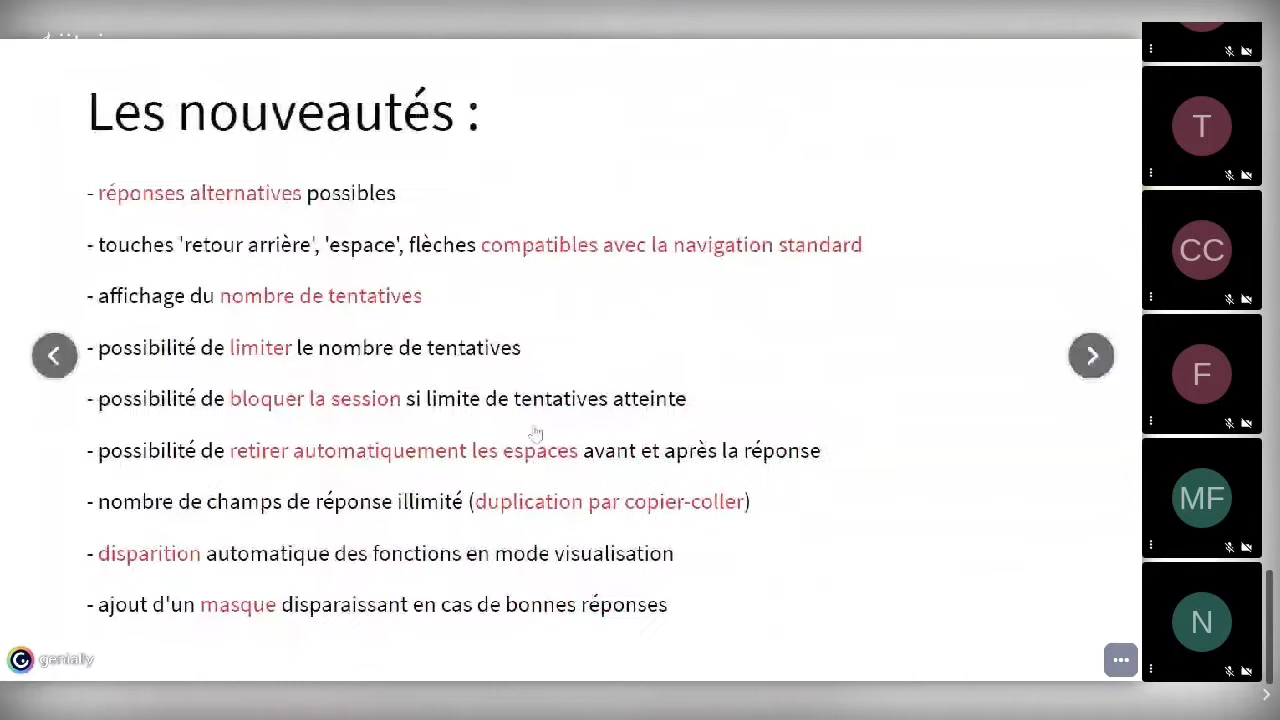 Les nouveautés :
- réponses alternatives possibles
- touches 'retour arrière', 'espace', flèches compatibles avec la navigation standard
- affichage du nombre de tentatives
- possibilité de limiter le nombre de tentatives
- possibilité de bloquer la session si limite de tentatives atteinte
- possibilité de retirer automatiquement les espaces avant et après la réponse
- nombre de champs de réponse illimité (duplication par copier-coller)
- disparition automatique des fonctions en mode visualisation
- ajout d'un masque disparaissant en cas de bonnes réponses
genially
T
CC
F
MF
N